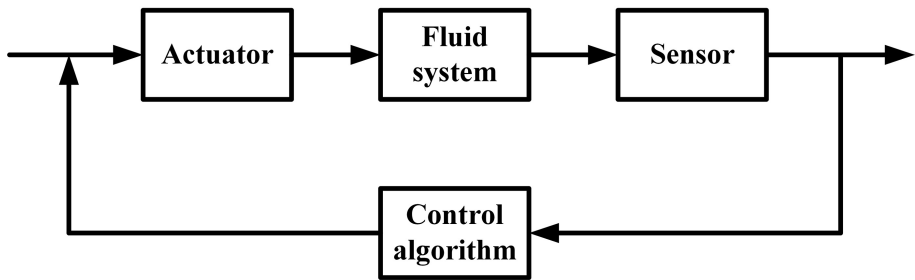 Actuator
Fluid
system
Sensor
Control
algorithm